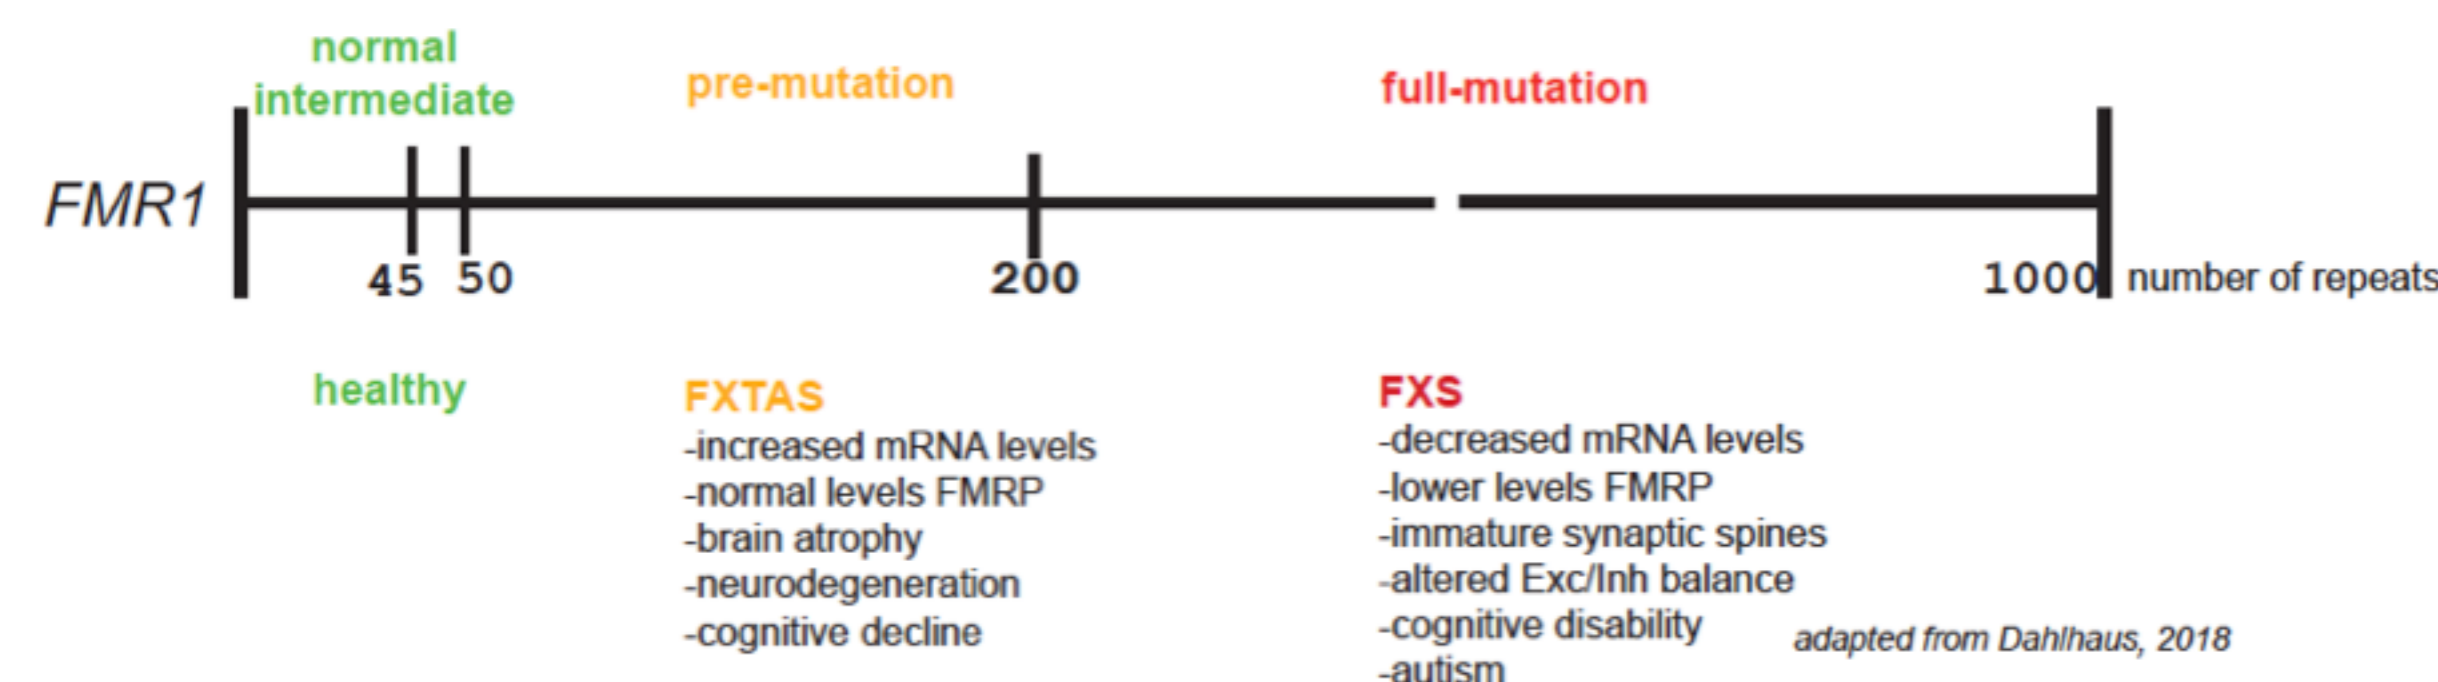 normal
intermediate
pre-mutation
full-mutation
FMR1
45
50
200
1000
number of repeats
healthy
FXTAS
-increased mRNA levels
-normal levels FMRP
-brain atrophy
-neurodegeneration
-cognitive decline
FXS
-decreased mRNA levels
-lower levels FMRP
-immature synaptic spines
-altered Exc/Inh balance
-cognitive disability
-autism
adapted from Dahlhaus, 2018